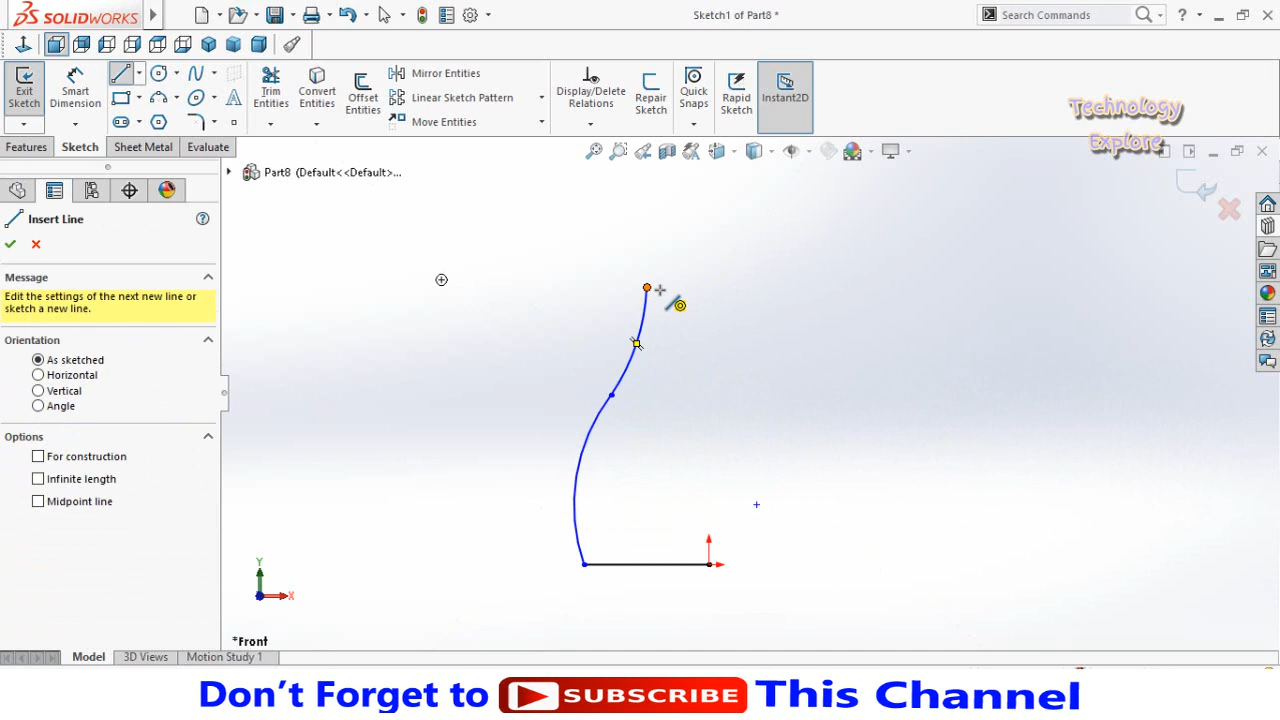 SOLIDWORKS
Sketch1 of Part8 *
Search Commands
Exit Sketch
Smart Dimension
Trim Entities
Convert Entities
Offset Entities
Mirror Entities
Linear Sketch Pattern
Move Entities
Display/Delete Relations
Repair Sketch
Quick Snaps
Rapid Sketch
Instant2D
Technology
Explore
Features
Sketch
Sheet Metal
Evaluate
Part8 (Default<<Default>...
Insert Line
Message
Edit the settings of the next new line or
sketch a new line.
Orientation
As sketched
Horizontal
Vertical
Angle
Options
For construction
Infinite length
Midpoint line
Y
X
*Front
Model
3D Views
Motion Study 1
Don't Forget to SUBSCRIBE This Channel